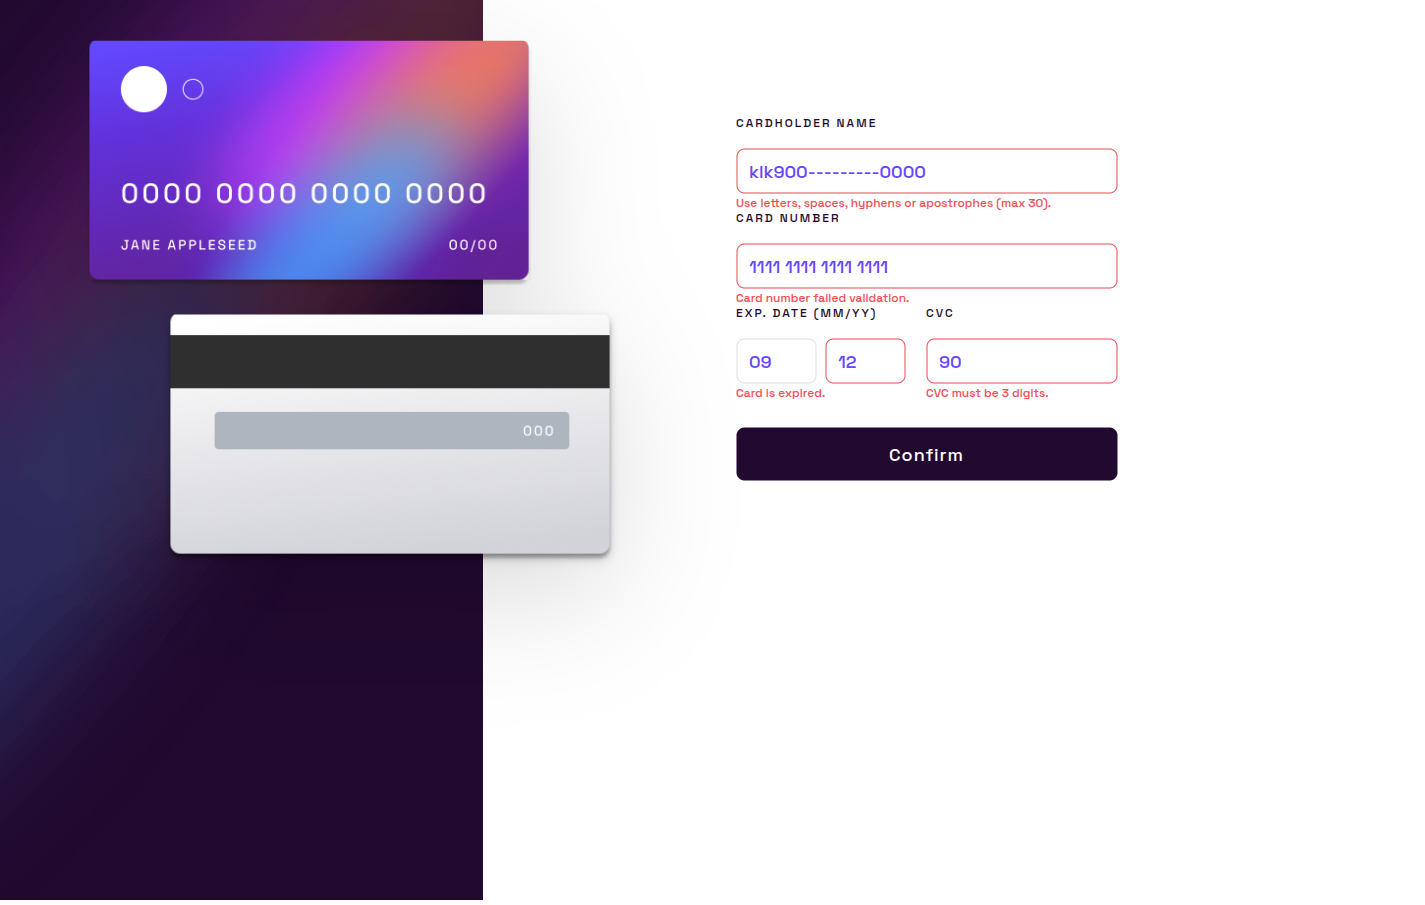 0000 0000 0000 0000
JANE APPLESEED 00/00
000
CARDHOLDER NAME
klk900---------0000
Use letters, spaces, hyphens or apostrophes (max 30).
CARD NUMBER
1111 1111 1111 1111
Card number failed validation.
EXP. DATE (MM/YY) CVC
09 12 90
Card is expired. CVC must be 3 digits.
Confirm